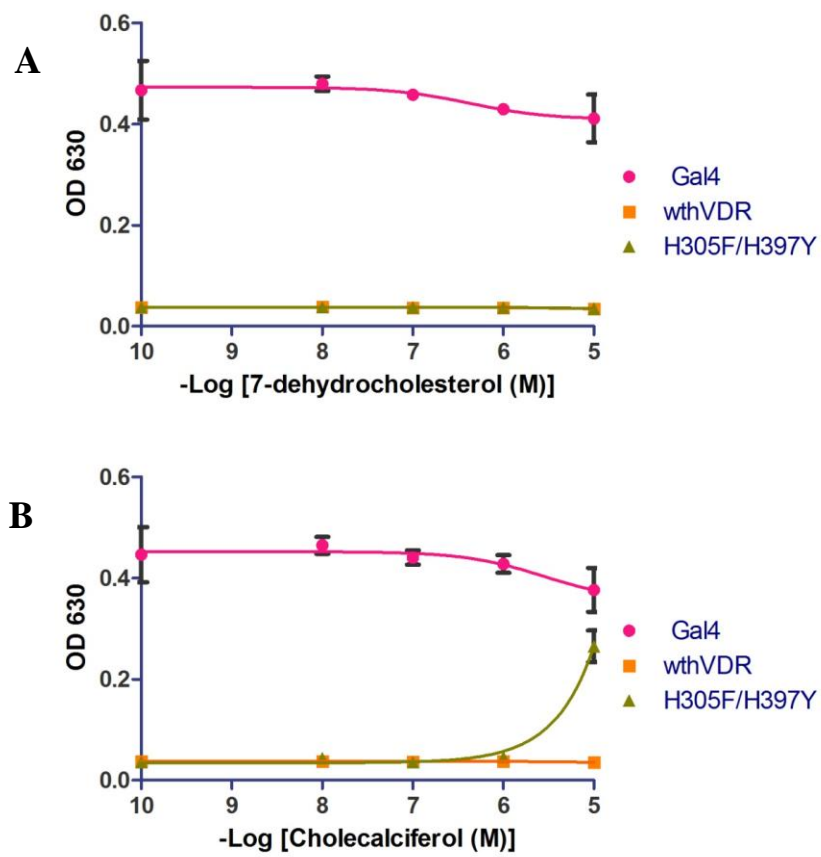 A
0.6
0.4
0.2
0.0
OD 630
10 9 8 7 6 5
-Log [7-dehydrocholesterol (M)]
Gal4
wthVDR
H305F/H397Y
B
0.6
0.4
0.2
0.0
OD 630
10 9 8 7 6 5
-Log [Cholecalciferol (M)]
Gal4
wthVDR
H305F/H397Y